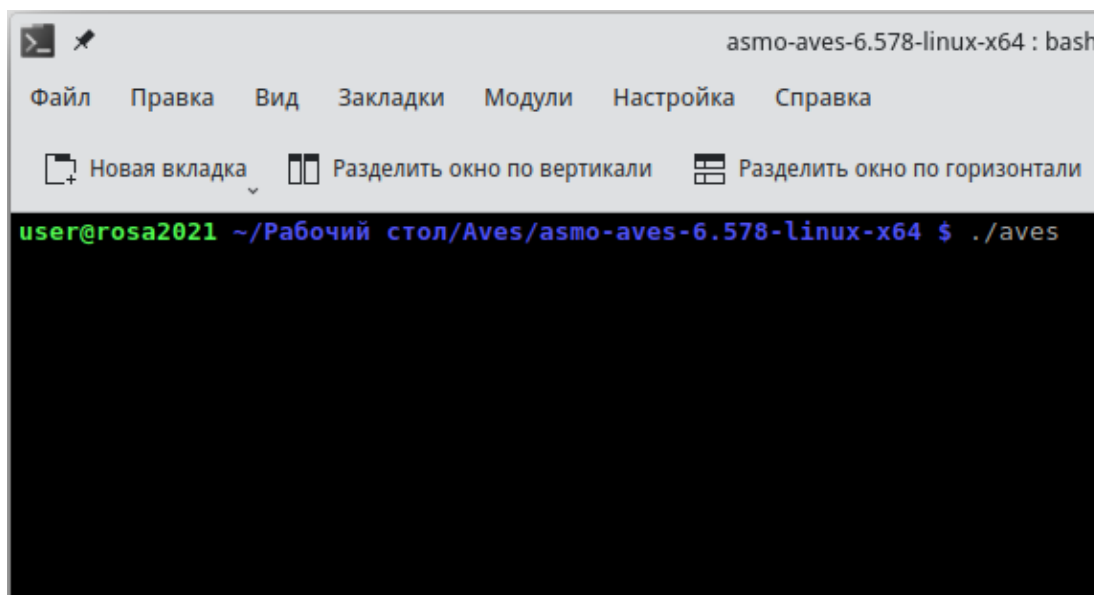 asmo-aves-6.578-linux-x64 : bash
Файл Правка Вид Закладки Модули Настройка Справка
Новая вкладка Разделить окно по вертикали Разделить окно по горизонтали
user@rosa2021 ~/Рабочий стол/Aves/asmo-aves-6.578-linux-x64 $ ./aves